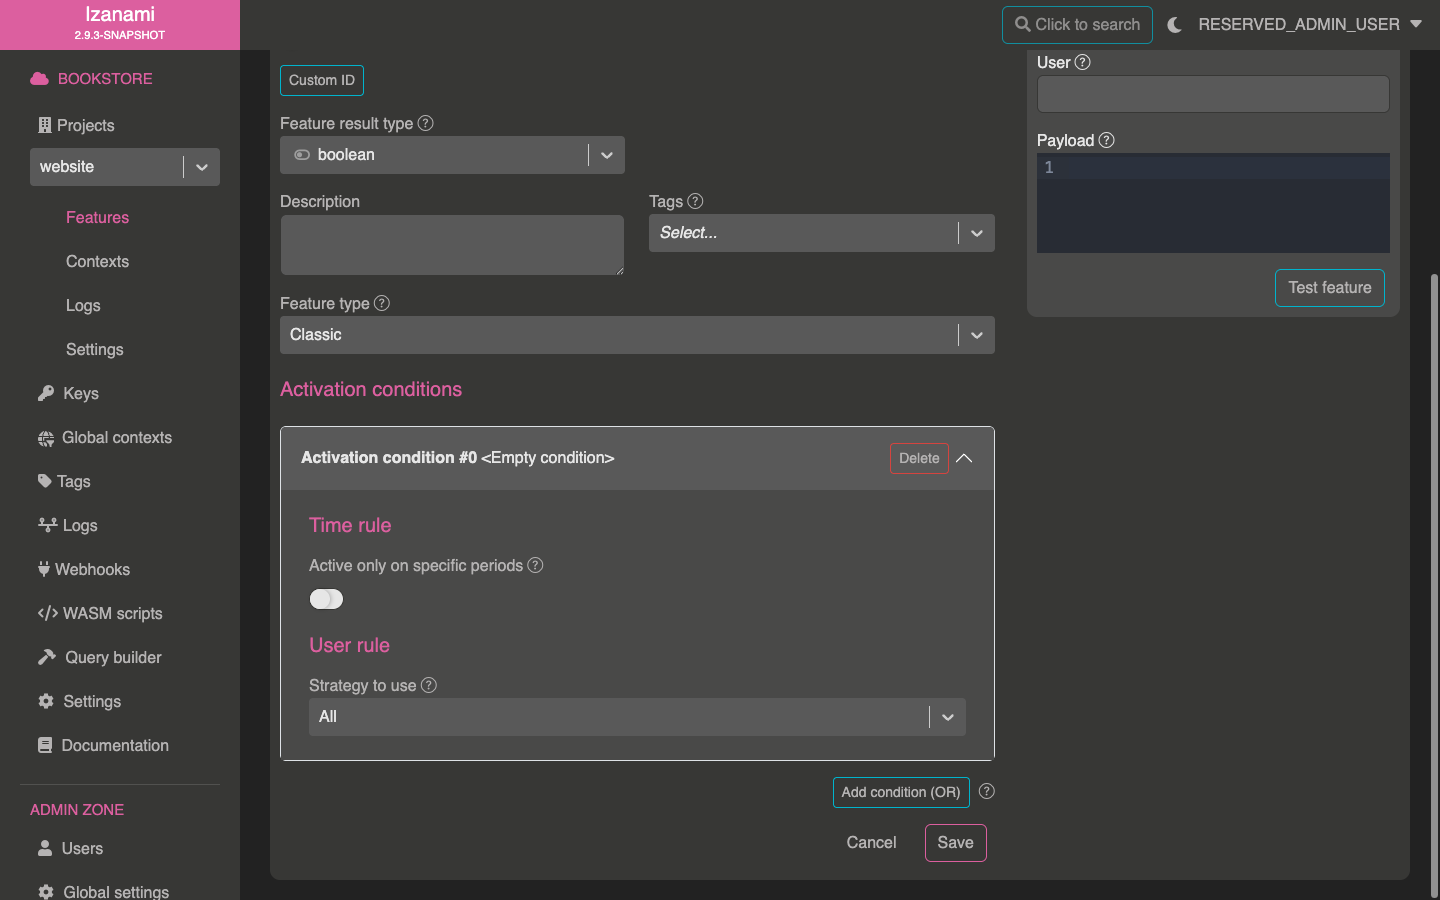 Izanami
2.9.3-SNAPSHOT
Click to search
RESERVED_ADMIN_USER
BOOKSTORE
Projects
website
Features
Contexts
Logs
Settings
Keys
Global contexts
Tags
Logs
Webhooks
WASM scripts
Query builder
Settings
Documentation
ADMIN ZONE
Users
Global settings
Custom ID
Feature result type
boolean
Description
Tags
Select...
Feature type
Classic
Activation conditions
Activation condition #0 <Empty condition>
Delete
Time rule
Active only on specific periods
User rule
Strategy to use
All
Add condition (OR)
Cancel
Save
User
Payload
1
Test feature